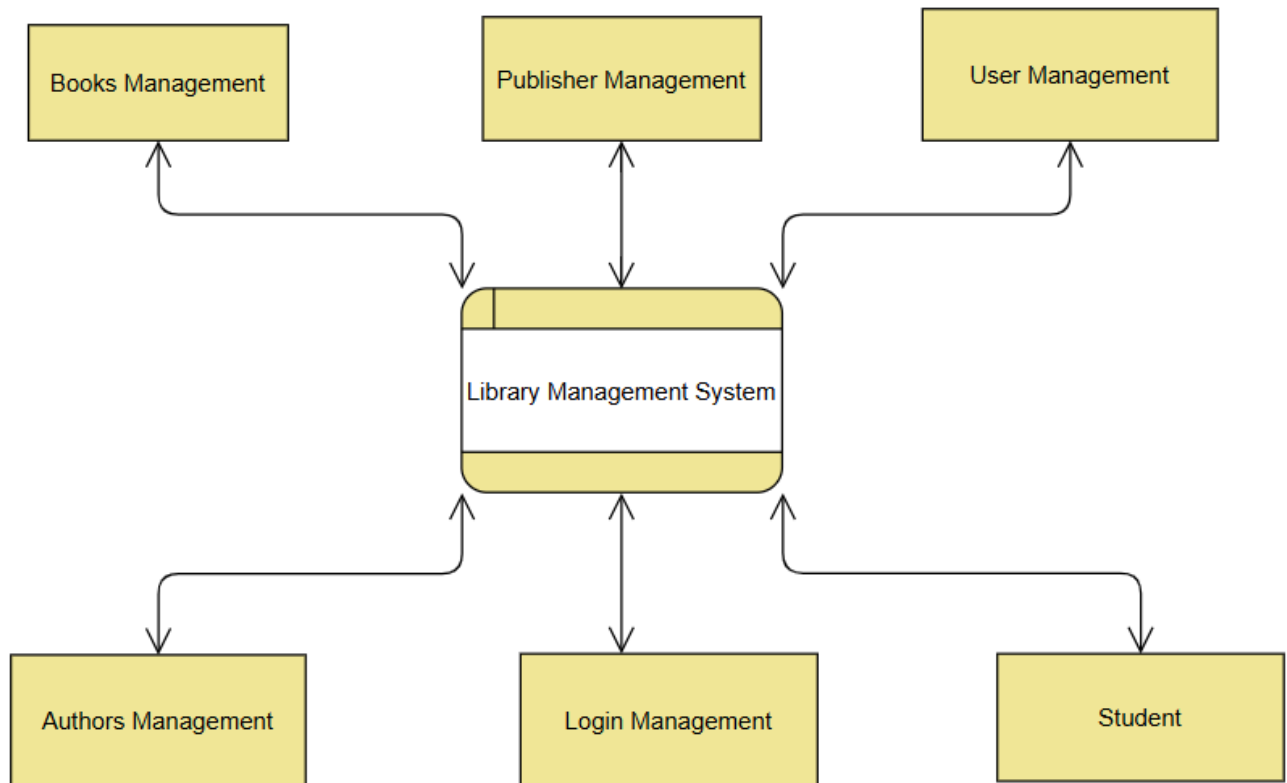 Books Management
Publisher Management
User Management
Library Management System
Authors Management
Login Management
Student